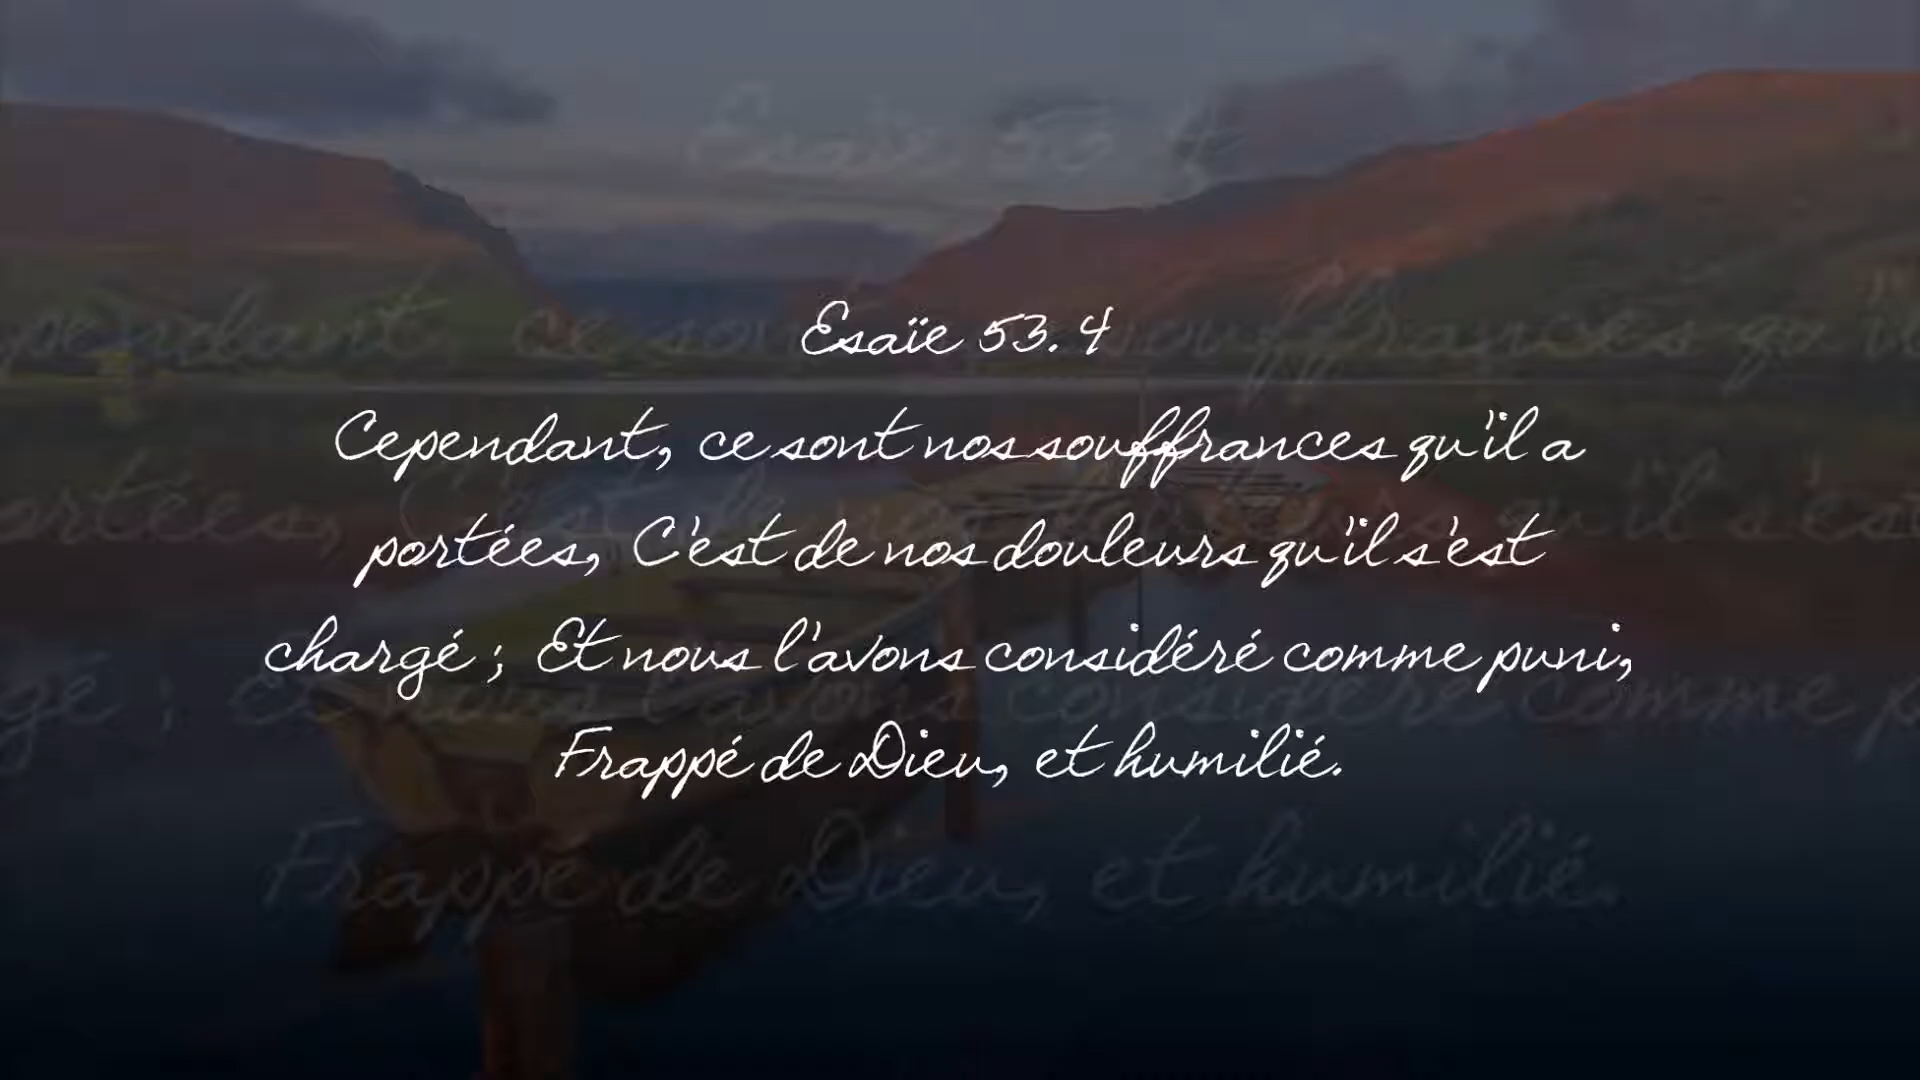 Esaïe 53. 4
Cependant, ce sont nos souffrances qu'il a
portées, C'est de nos douleurs qu'il s'est
chargé ; Et nous l'avons considéré comme puni,
Frappé de Dieu, et humilié.